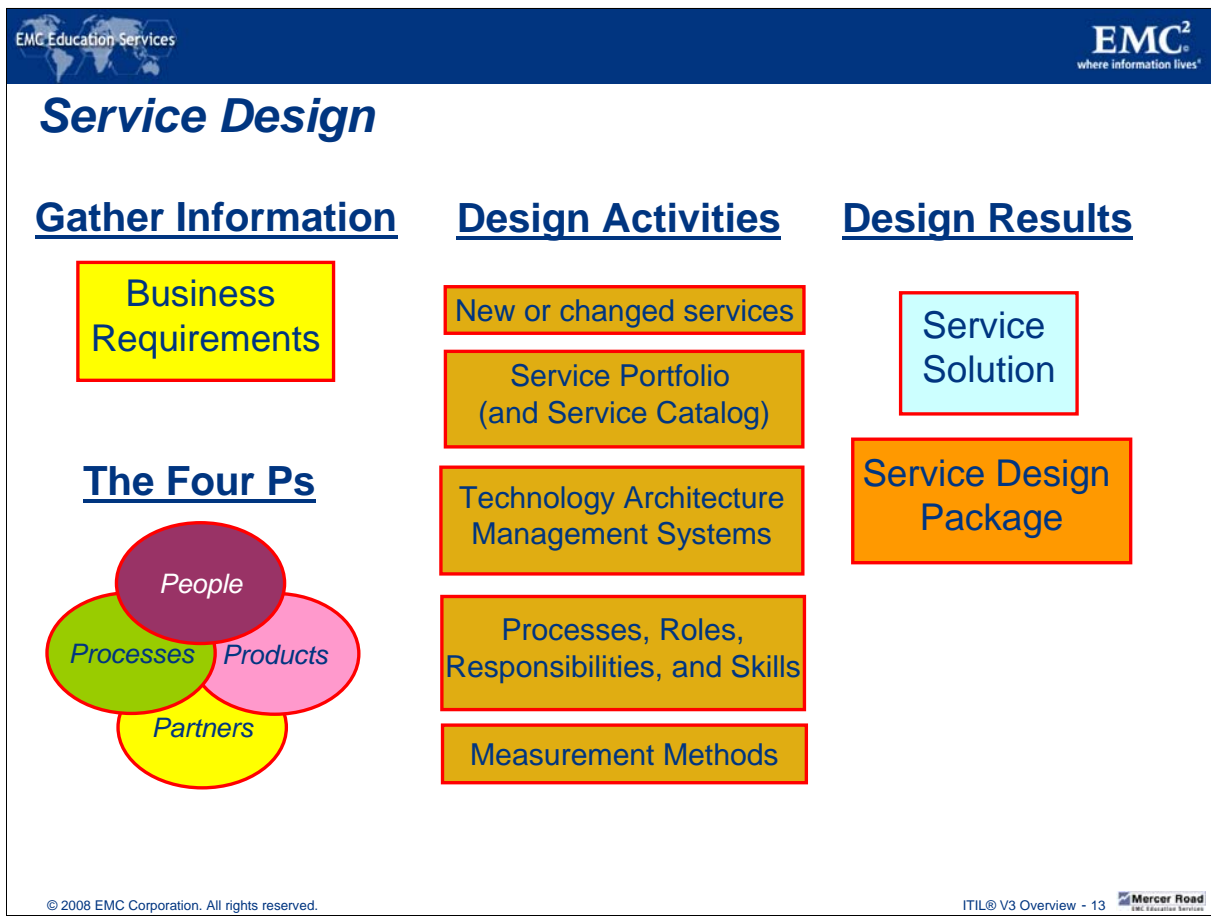 EMC Education Services
EMC²
where information lives®
Service Design
Gather Information
Business
Requirements
The Four Ps
People
Processes
Products
Partners
Design Activities
New or changed services
Service Portfolio
(and Service Catalog)
Technology Architecture
Management Systems
Processes, Roles,
Responsibilities, and Skills
Measurement Methods
Design Results
Service
Solution
Service Design
Package
© 2008 EMC Corporation. All rights reserved.
ITIL® V3 Overview - 13
Mercer Road
EMC Education Services